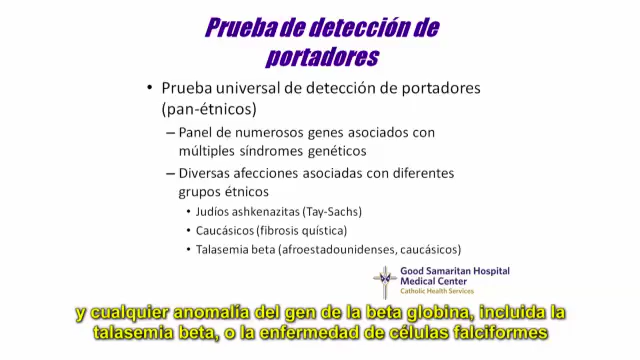 Prueba de detección de
portadores
• Prueba universal de detección de portadores
(pan-étnicos)
– Panel de numerosos genes asociados con
múltiples síndromes genéticos
– Diversas afecciones asociadas con diferentes
grupos étnicos
• Judíos ashkenazitas (Tay-Sachs)
• Caucásicos (fibrosis quística)
• Talasemia beta (afroestadounidenses, caucásicos)
Good Samaritan Hospital
Medical Center
Catholic Health Services
y cualquier anomalía del gen de la beta globina, incluida la
talasemia beta, o la enfermedad de células falciformes